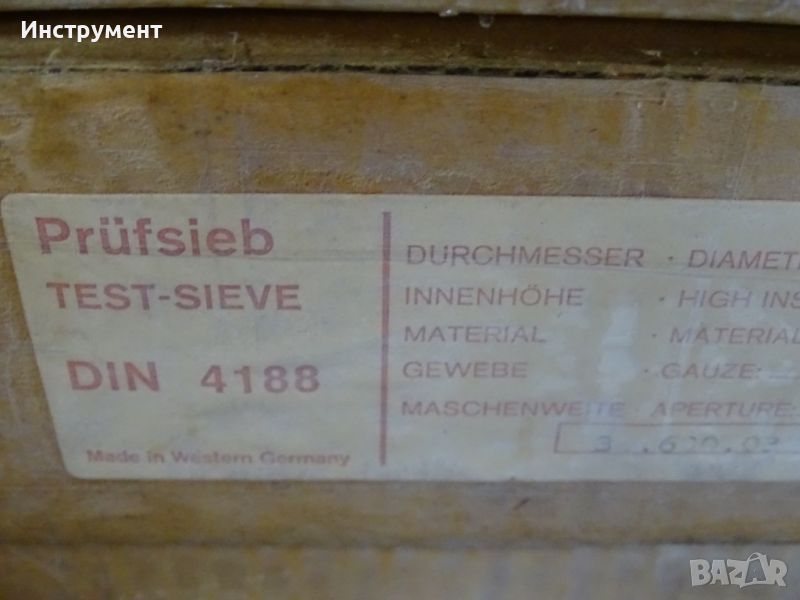 Инструмент
Prüfsieb
TEST-SIEVE
DIN 4188
Made in Western Germany
DURCHMESSER · DIAMET
INNENHÖHE · HIGH INS
MATERIAL · MATERIAL
GEWEBE · GAUZE:
MASCHENWEITE · APERTURE:
BAZAR